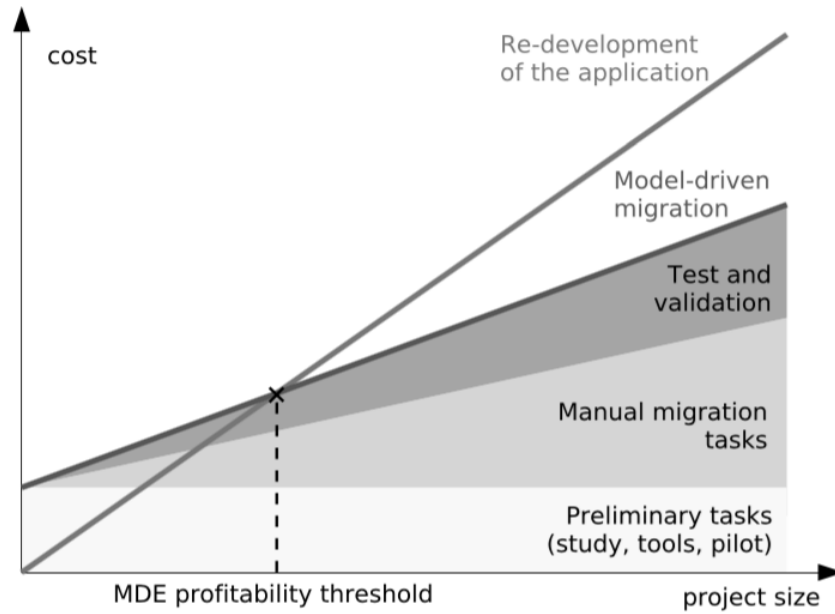 cost
Re-development
of the application
Model-driven
migration
Test and
validation
Manual migration
tasks
Preliminary tasks
(study, tools, pilot)
MDE profitability threshold
project size